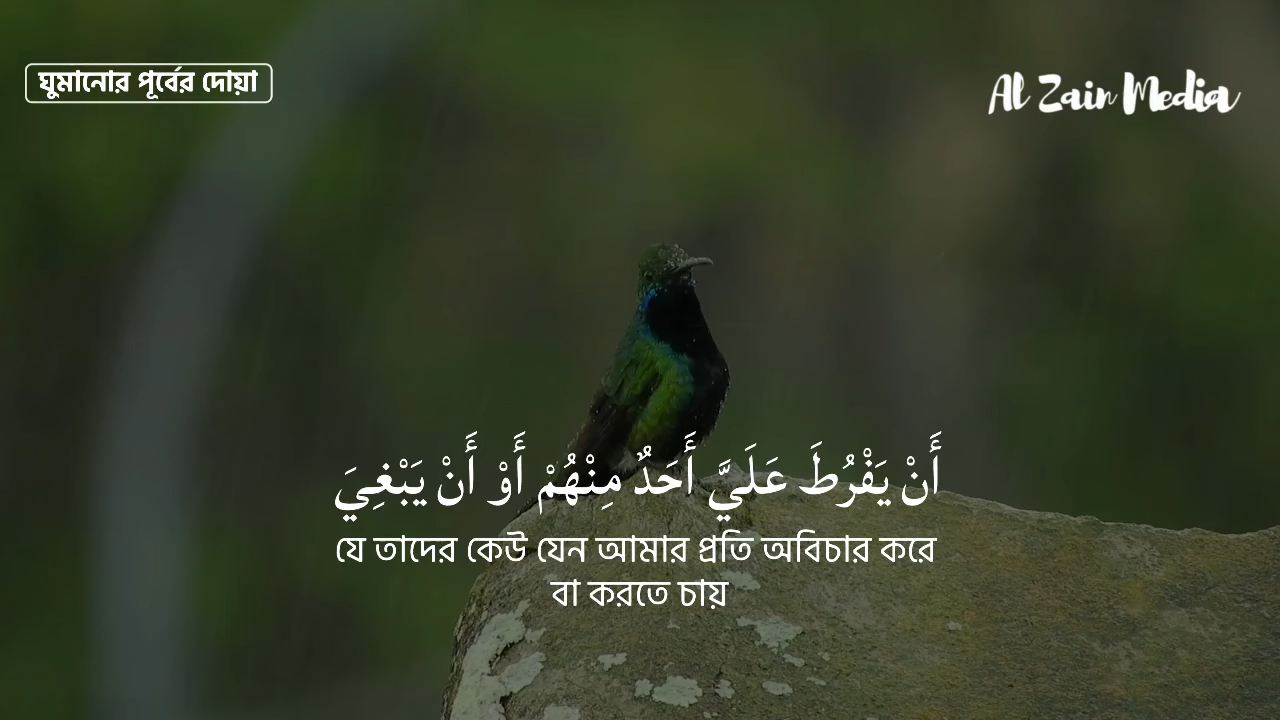 ঘুমানোর পূর্বের দোয়া
Al Zain Media
أَنْ يَفْرُطَ عَلَيَّ أَحَدٌ مِنْهُمْ أَوْ أَنْ يَبْغِيَ
যে তাদের কেউ যেন আমার প্রতি অবিচার করে
বা করতে চায়